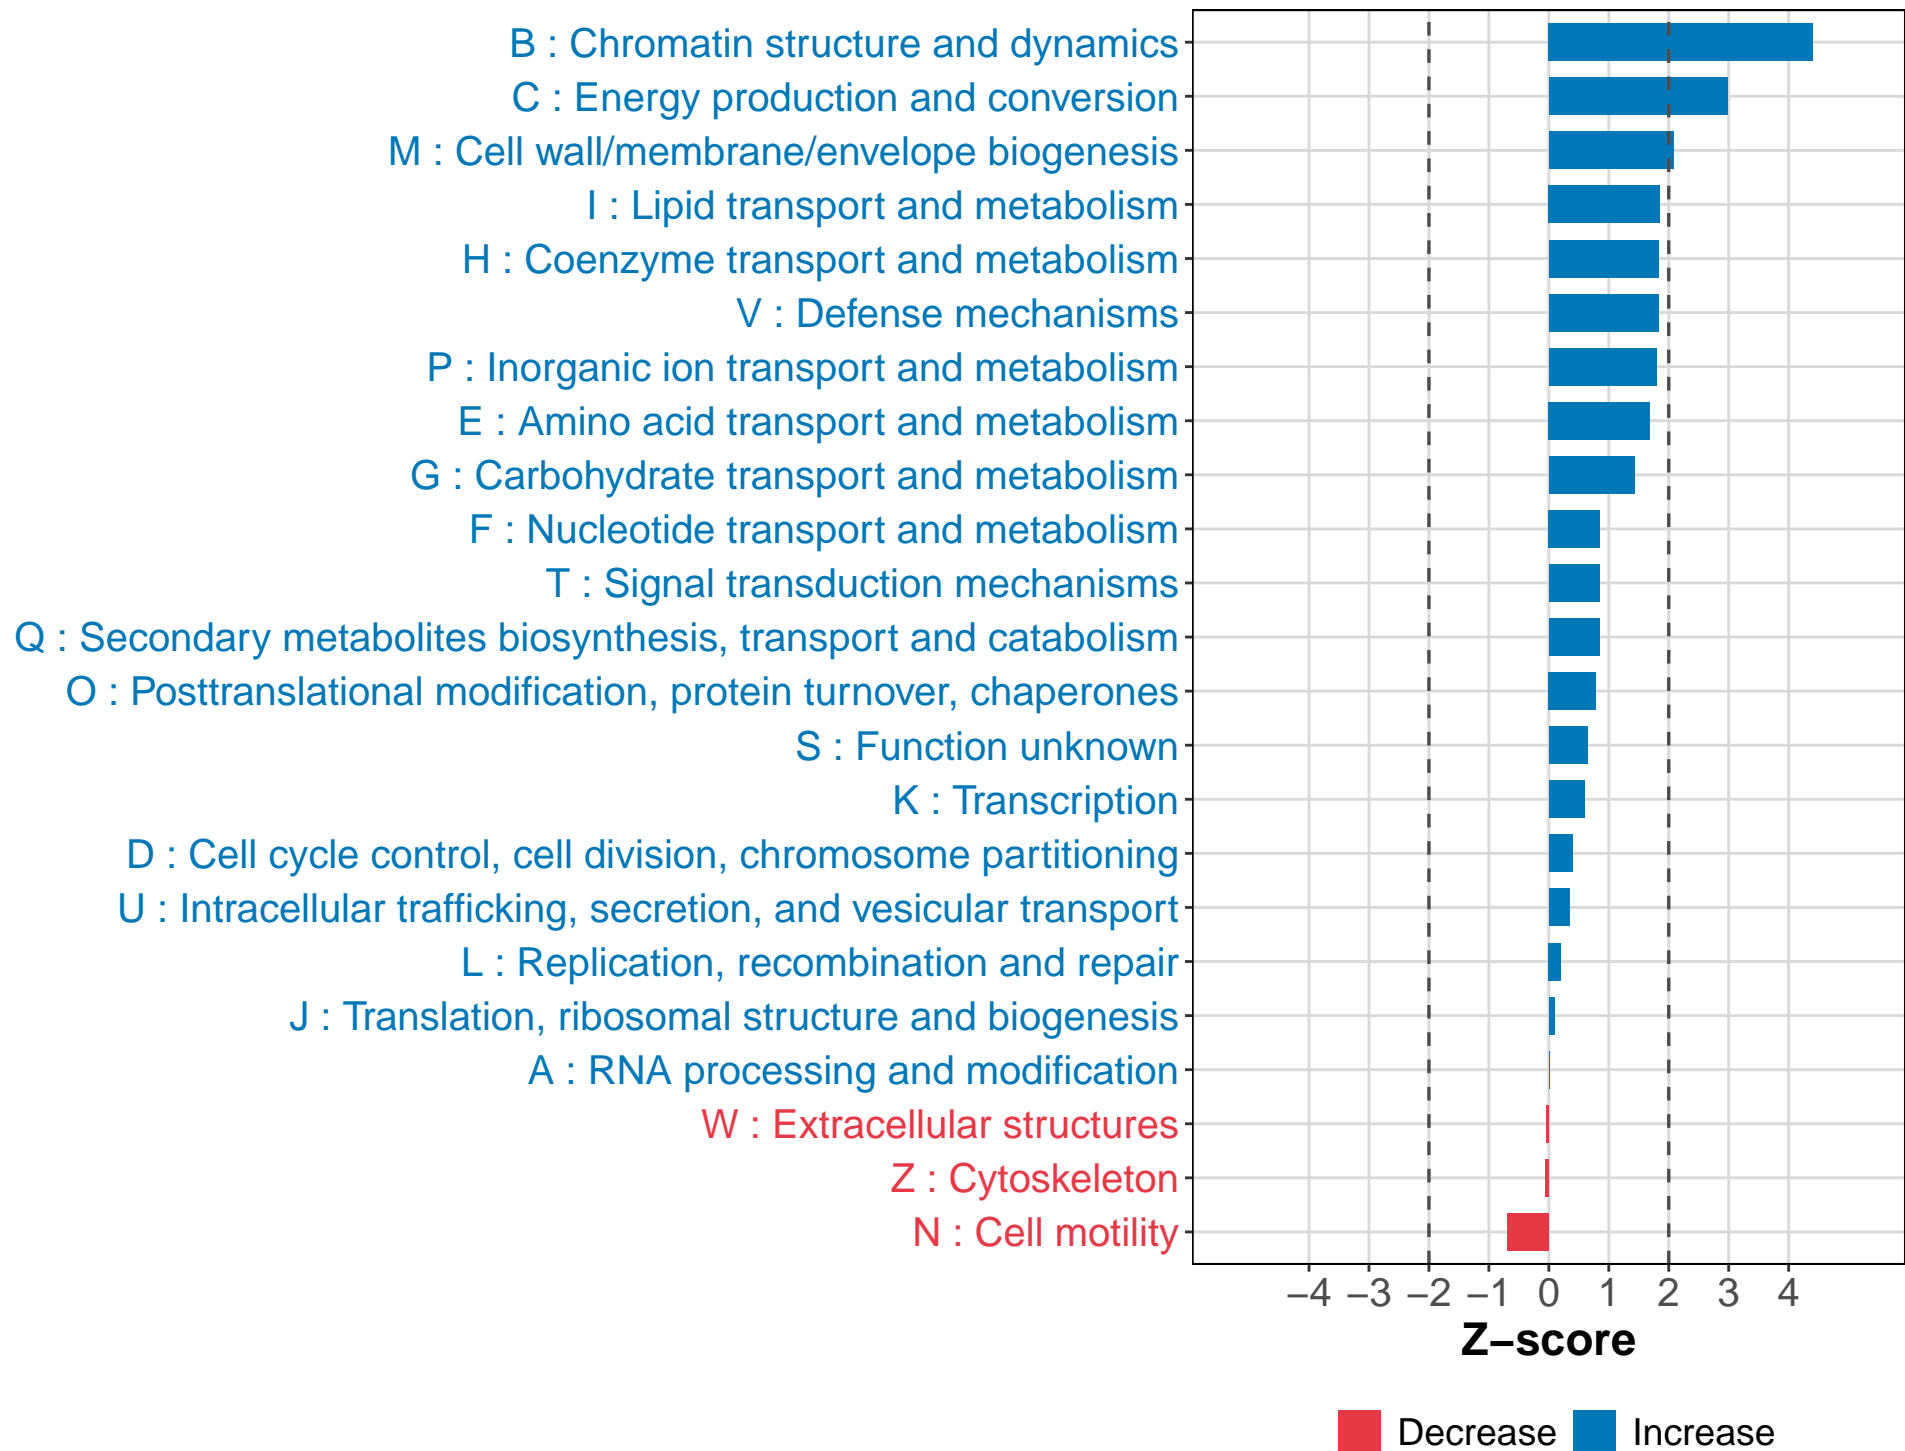 B : Chromatin structure and dynamics
C : Energy production and conversion
M : Cell wall/membrane/envelope biogenesis
I : Lipid transport and metabolism
H : Coenzyme transport and metabolism
V : Defense mechanisms
P : Inorganic ion transport and metabolism
E : Amino acid transport and metabolism
G : Carbohydrate transport and metabolism
F : Nucleotide transport and metabolism
T : Signal transduction mechanisms
Q : Secondary metabolites biosynthesis, transport and catabolism
O : Posttranslational modification, protein turnover, chaperones
S : Function unknown
K : Transcription
D : Cell cycle control, cell division, chromosome partitioning
U : Intracellular trafficking, secretion, and vesicular transport
L : Replication, recombination and repair
J : Translation, ribosomal structure and biogenesis
A : RNA processing and modification
W : Extracellular structures
Z : Cytoskeleton
N : Cell motility
−4 −3 −2 −1 0 1 2 3 4
Z−score
Decrease Increase